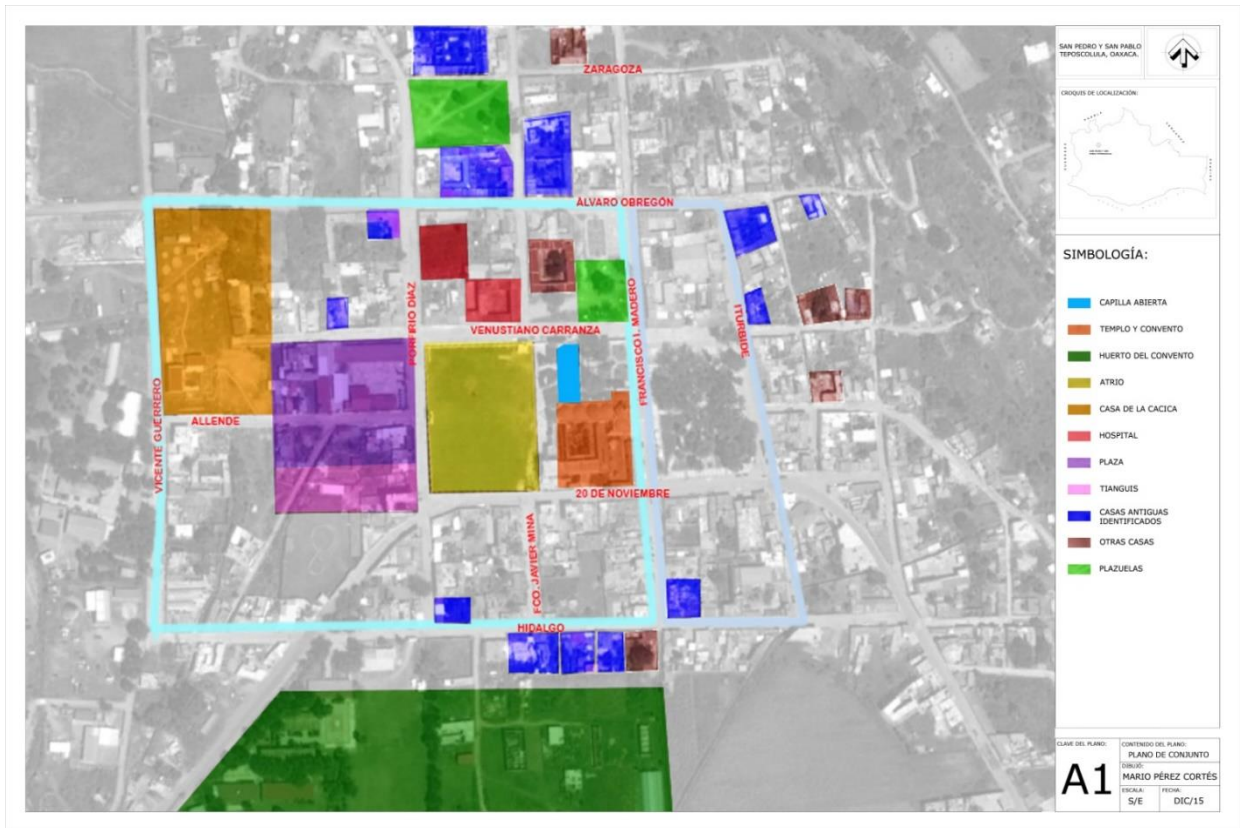 ZARAGOZA
ÁLVARO OBREGÓN
PORFIRIO DÍAZ
FRANCISCO I. MADERO
ITURBIDE
VENUSTIANO CARRANZA
VICENTE GUERRERO
ALLENDE
20 DE NOVIEMBRE
FCO. JAVIER MINA
HIDALGO
SAN PEDRO Y SAN PABLO
TEPOSCOLULA, OAXACA.
CROQUIS DE LOCALIZACIÓN:
SIMBOLOGÍA:
CAPILLA ABIERTA
TEMPLO Y CONVENTO
HUERTO DEL CONVENTO
ATRIO
CASA DE LA CACICA
HOSPITAL
PLAZA
TIANGUIS
CASAS ANTIGUAS
IDENTIFICADOS
OTRAS CASAS
PLAZUELAS
CLAVE DEL PLANO:
A1
CONTENIDO DEL PLANO:
PLANO DE CONJUNTO
DIBUJÓ:
MARIO PÉREZ CORTÉS
ESCALA:
S/E
FECHA:
DIC/15